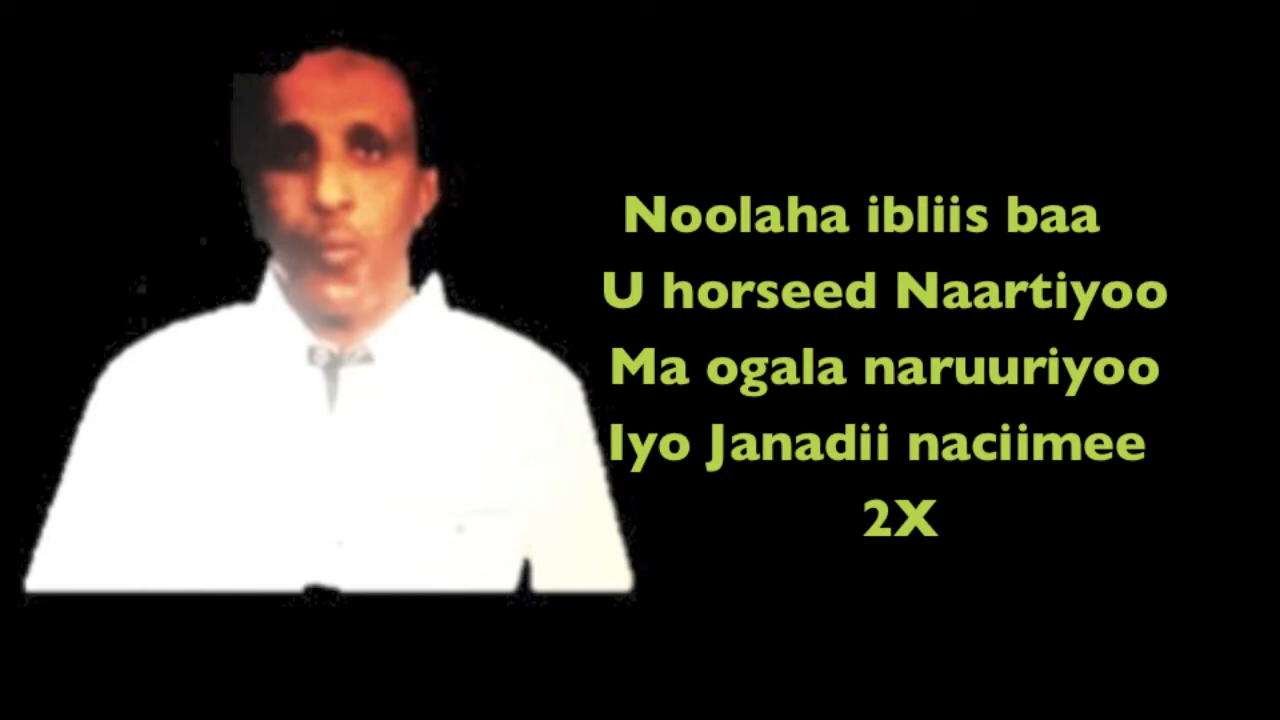 Noolaha ibliis baa
U horseed Naartiyoo
Ma ogala naruuriyoo
Iyo Janadii naciimee
2X